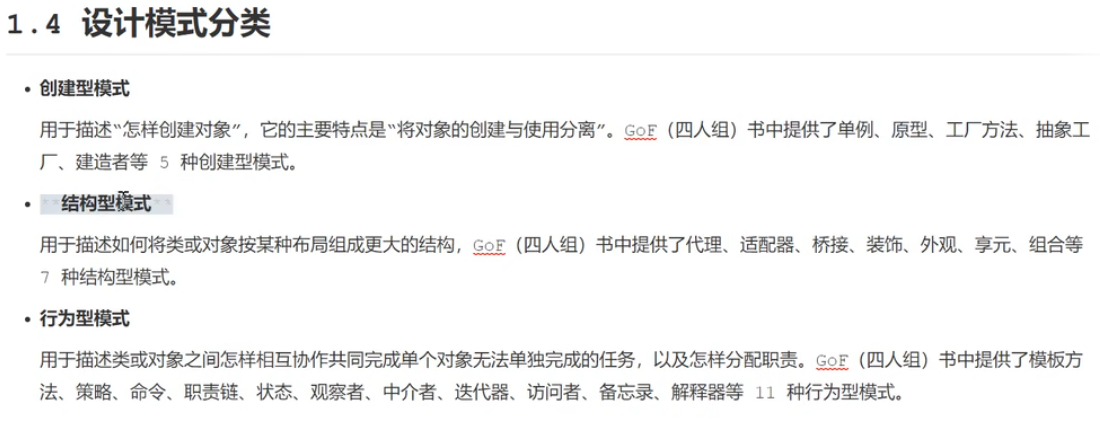 1.4 设计模式分类
• 创建型模式
用于描述“怎样创建对象”，它的主要特点是“将对象的创建与使用分离”。GoF（四人组）书中提供了单例、原型、工厂方法、抽象工
厂、建造者等 5 种创建型模式。
• **结构型模式**
用于描述如何将类或对象按某种布局组成更大的结构，GoF（四人组）书中提供了代理、适配器、桥接、装饰、外观、享元、组合等
7 种结构型模式。
• 行为型模式
用于描述类或对象之间怎样相互协作共同完成单个对象无法单独完成的任务，以及怎样分配职责。GoF（四人组）书中提供了模板方
法、策略、命令、职责链、状态、观察者、中介者、迭代器、访问者、备忘录、解释器等 11 种行为型模式。